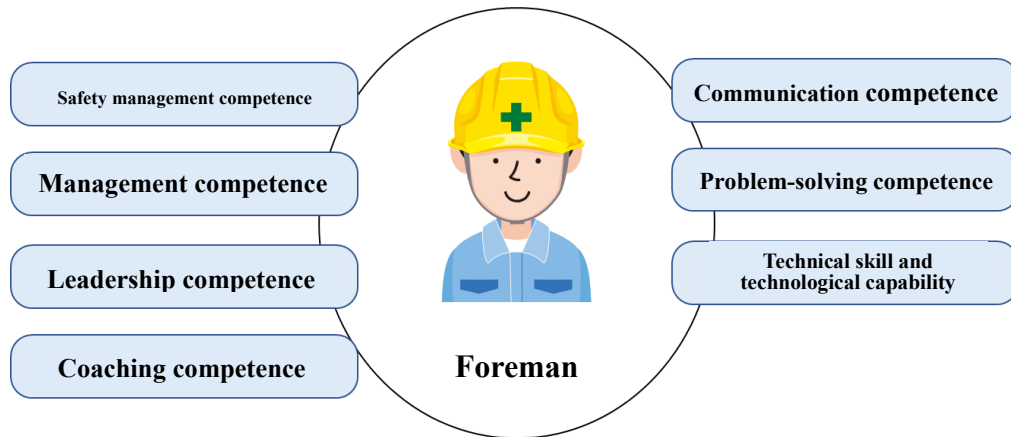 Safety management competence
Management competence
Leadership competence
Coaching competence
Foreman
Communication competence
Problem-solving competence
Technical skill and
technological capability